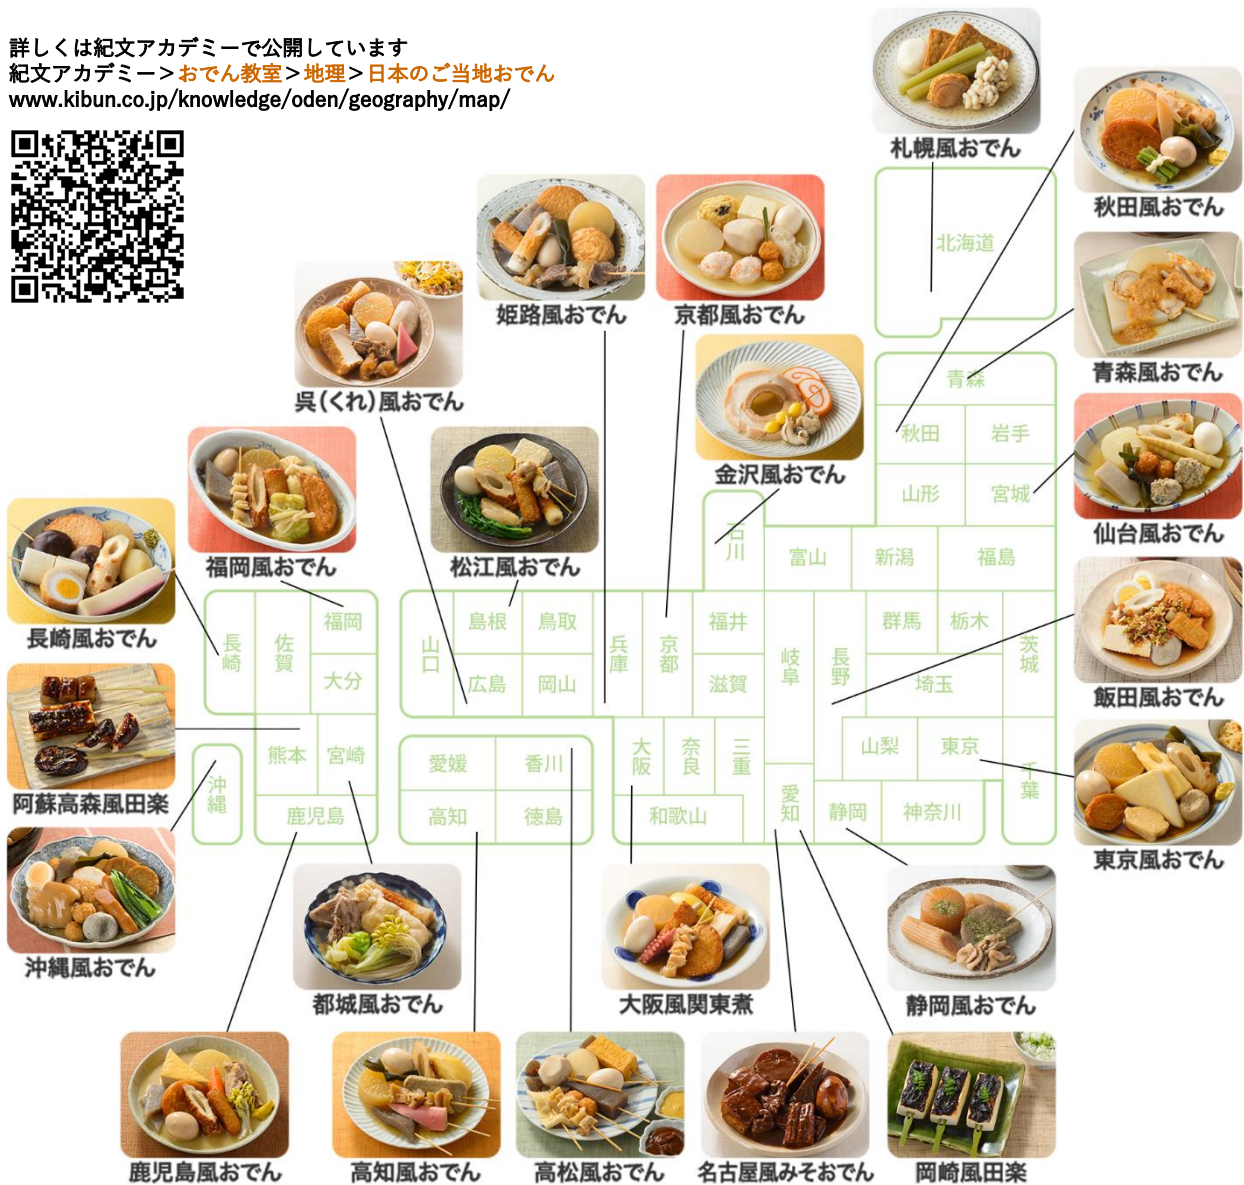 詳しくは紀文アカデミーで公開しています
紀文アカデミー＞おでん教室＞地理＞日本のご当地おでん
www.kibun.co.jp/knowledge/oden/geography/map/
札幌風おでん
秋田風おでん
北海道
姫路風おでん
京都風おでん
青森風おでん
青森
呉（くれ）風おでん
秋田
岩手
金沢風おでん
山形
宮城
仙台風おでん
福岡風おでん
松江風おでん
石川
富山
新潟
福島
長崎風おでん
長崎
佐賀
福岡
大分
山口
島根
鳥取
広島
岡山
兵庫
京都
福井
滋賀
岐阜
長野
群馬
栃木
茨城
埼玉
飯田風おでん
熊本
宮崎
沖縄
鹿児島
愛媛
香川
高知
徳島
大阪
奈良
三重
和歌山
愛知
山梨
東京
静岡
神奈川
千葉
阿蘇高森風田楽
東京風おでん
沖縄風おでん
都城風おでん
大阪風関東煮
静岡風おでん
鹿児島風おでん
高知風おでん
高松風おでん
名古屋風みそおでん
岡崎風田楽